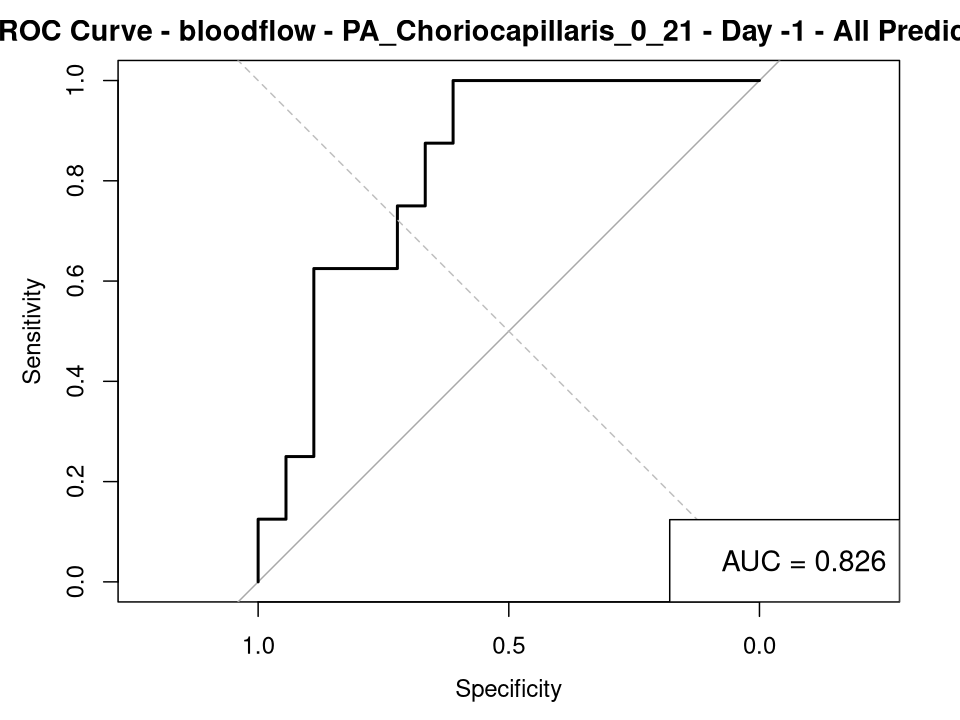 ROC Curve - bloodflow - PA_Choriocapillaris_0_21 - Day -1 - All Predic
1.0
0.8
0.6
0.4
0.2
0.0
Sensitivity
AUC = 0.826
1.0 0.5 0.0
Specificity